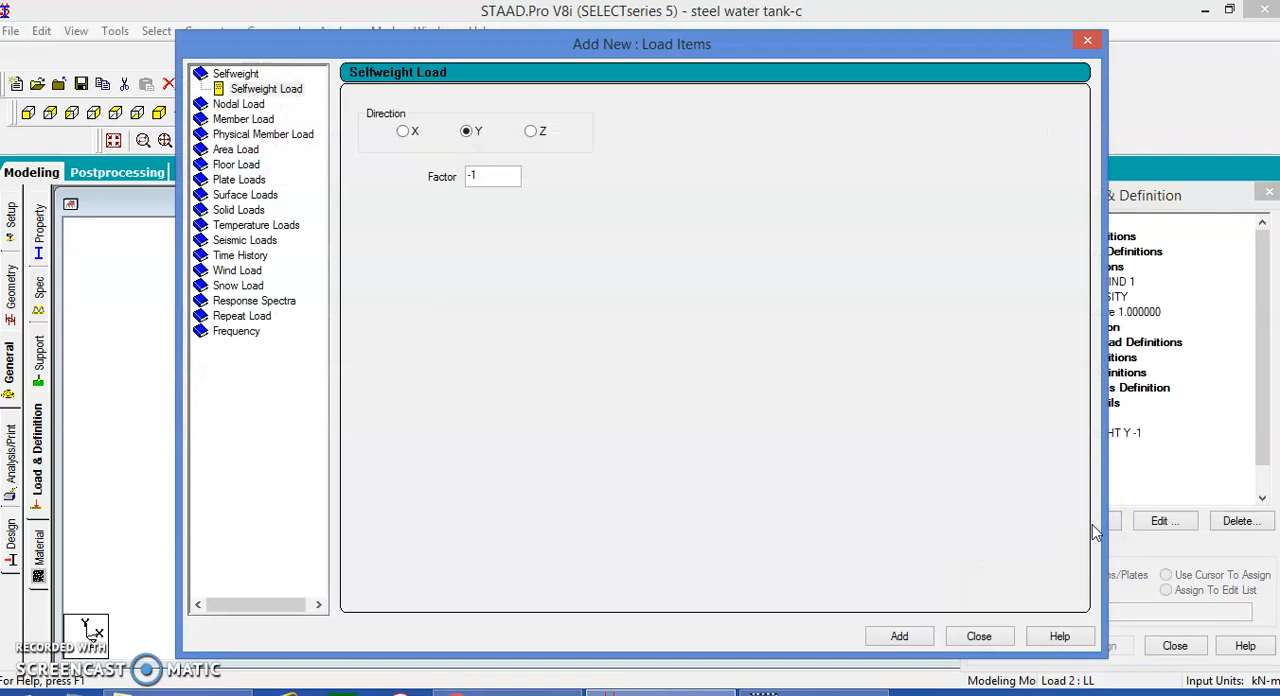 STAAD.Pro V8i (SELECTseries 5) - steel water tank-c
File Edit View Tools Select
Add New : Load Items
Selfweight
Selfweight Load
Nodal Load
Member Load
Physical Member Load
Area Load
Floor Load
Plate Loads
Surface Loads
Solid Loads
Temperature Loads
Seismic Loads
Time History
Wind Load
Snow Load
Response Spectra
Repeat Load
Frequency
Selfweight Load
Direction
X Y Z
Factor -1
Add Close Help
Modeling Postprocessing
Setup
Geometry
General
Analysis/Print
Design
Property
Spec
Support
Load & Definition
Material
& Definition
itions
Definitions
ons
IND 1
SITY
re 1.000000
on
ad Definitions
itions
initions
s Definition
ils
HT Y -1
Edit ... Delete...
ns/Plates Use Cursor To Assign
Assign To Edit List
gn Close Help
Y X
RECORDED WITH
SCREENCAST MATIC
For Help, press F1
Modeling Mo Load 2 : LL Input Units: kN-m